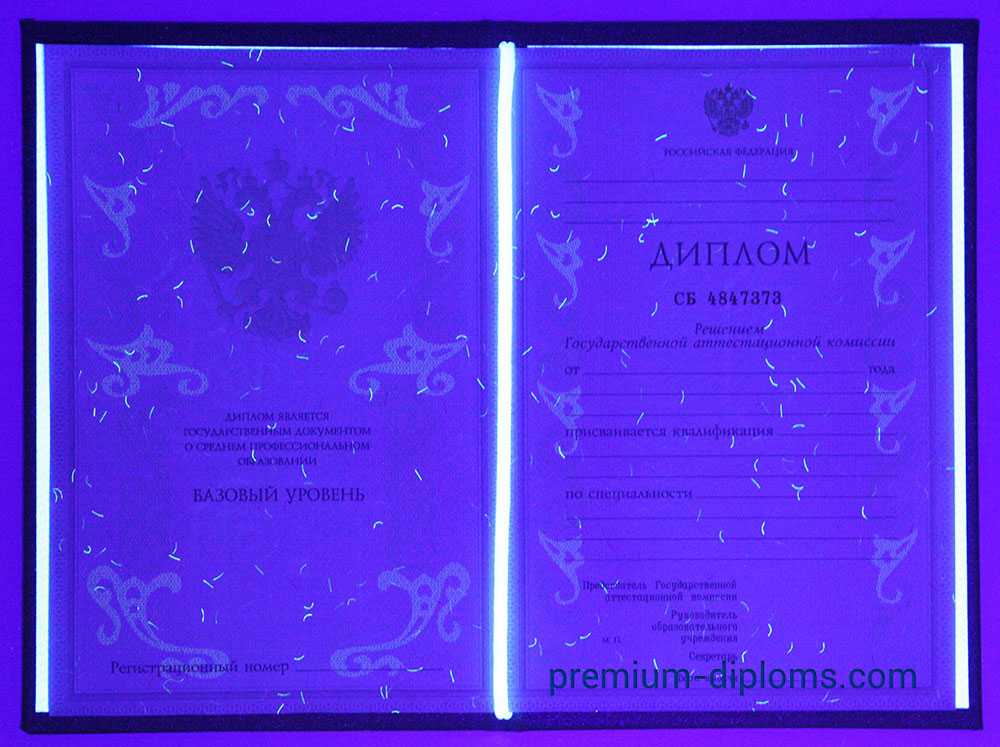 ДИПЛОМ ЯВЛЯЕТСЯ
ГОСУДАРСТВЕННЫМ ДОКУМЕНТОМ
О СРЕДНЕМ ПРОФЕССИОНАЛЬНОМ
ОБРАЗОВАНИИ
БАЗОВЫЙ УРОВЕНЬ
Регистрационный номер
РОССИЙСКАЯ ФЕДЕРАЦИЯ
ДИПЛОМ
СБ 4847373
Решением
Государственной аттестационной комиссии
от года
присваивается квалификация
по специальности
Председатель Государственной
аттестационной комиссии
Руководитель
образовательного
учреждения
М.П.
Секретарь
premium-diploms.com